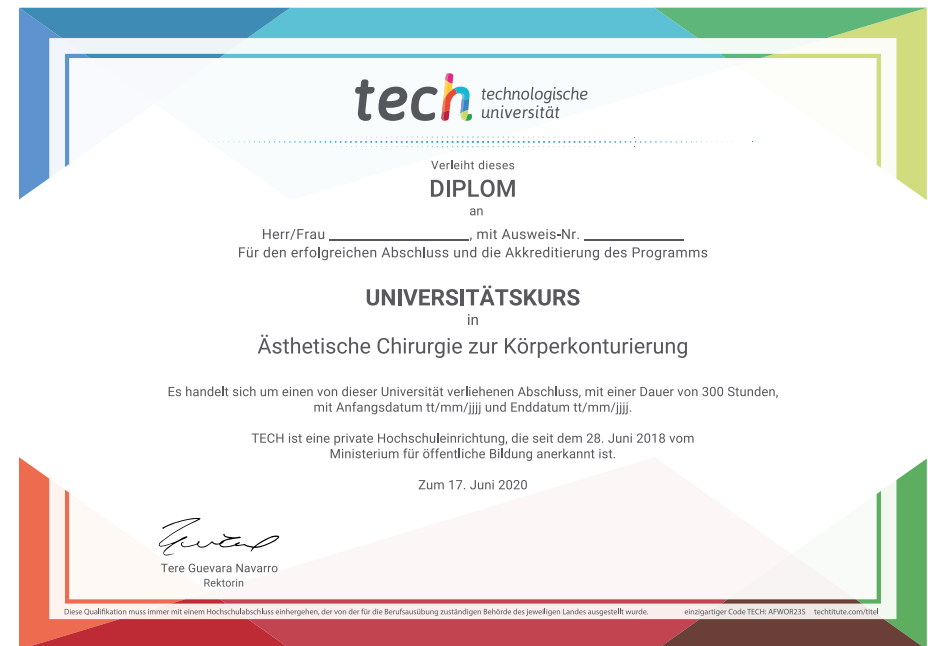 tech technologische
universität
Verleiht dieses
DIPLOM
an
Herr/Frau ____________, mit Ausweis-Nr. ____________
Für den erfolgreichen Abschluss und die Akkreditierung des Programms
UNIVERSITÄTSKURS
in
Ästhetische Chirurgie zur Körperkonturierung
Es handelt sich um einen von dieser Universität verliehenen Abschluss, mit einer Dauer von 300 Stunden,
mit Anfangsdatum tt/mm/jjjj und Enddatum tt/mm/jjjj.
TECH ist eine private Hochschuleinrichtung, die seit dem 28. Juni 2018 vom
Ministerium für öffentliche Bildung anerkannt ist.
Zum 17. Juni 2020
Tere Guevara Navarro
Rektorin
Diese Qualifikation muss immer mit einem Hochschulabschluss einhergehen, der von der für die Berufsausübung zuständigen Behörde des jeweiligen Landes ausgestellt wurde. einzigartiger Code TECH: AFWOR23S techtitute.com/titel